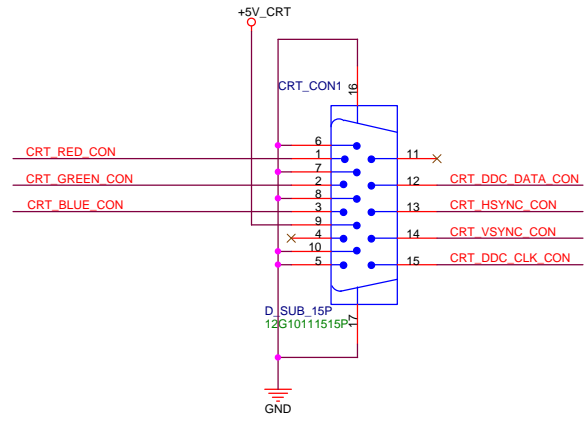 +5V_CRT
CRT_CON1
16
6
CRT_RED_CON
1
11
7
CRT_GREEN_CON
2
12
CRT_DDC_DATA_CON
8
CRT_BLUE_CON
3
13
CRT_HSYNC_CON
9
4
14
CRT_VSYNC_CON
10
5
15
CRT_DDC_CLK_CON
D_SUB_15P
12G10111515P
17
GND